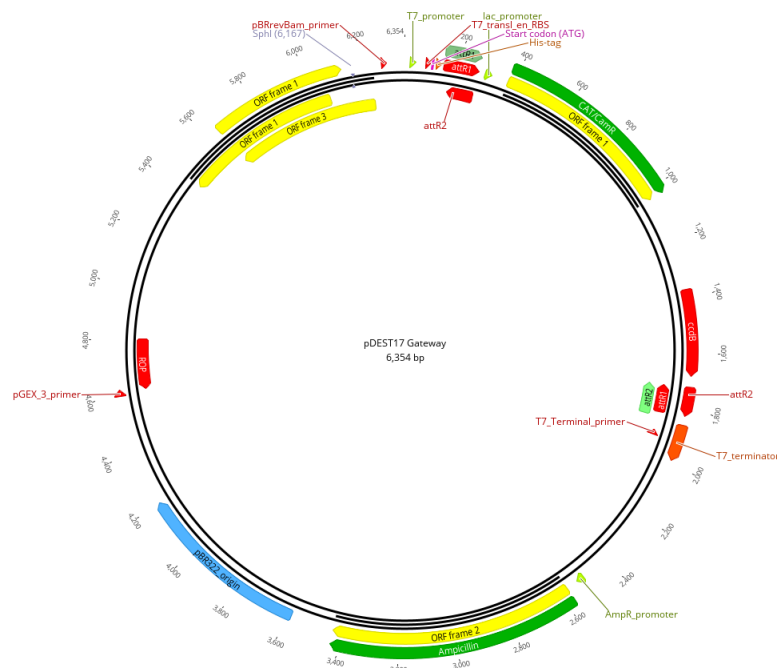 T7_promoter
lac_promoter
pBRrevBam_primer
T7_transl_en_RBS
SphI (6,167)
Start codon (ATG)
His-tag
6,354
200
6,200
6,000
400
attR1
5,800
600
ORF frame 1
CAT/CamR
ORF frame 1
attR2
5,600
800
ORF frame 1
ORF frame 3
5,400
1,000
5,200
1,200
5,000
1,400
ccdB
4,800
pDEST17 Gateway
6,354 bp
1,600
ROP
pGEX_3_primer
4,600
attR2
attR1
attR2
1,800
T7_Terminal_primer
T7_terminator
4,400
2,000
4,200
2,200
4,000
pBR322_origin
2,400
3,800
AmpR_promoter
2,600
3,600
ORF frame 2
Ampicillin
2,800
3,400
3,000